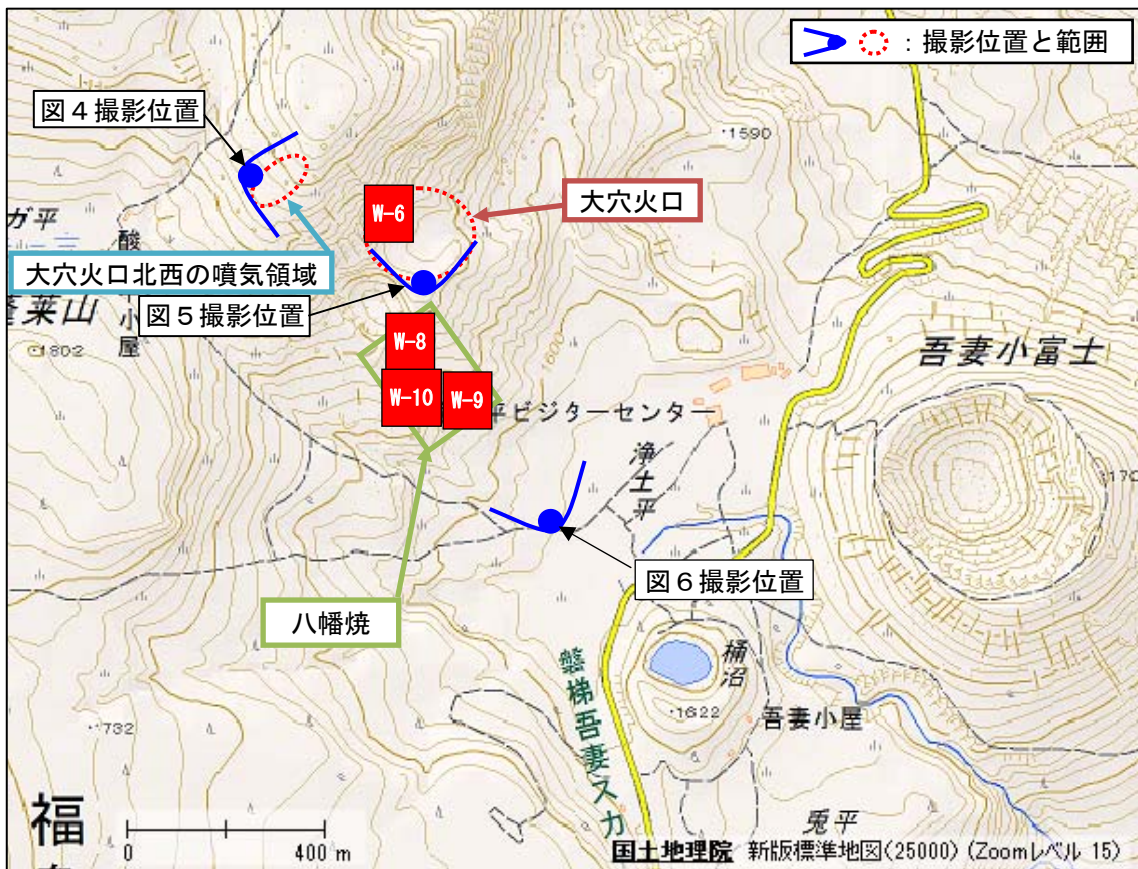 ：撮影位置と範囲
図４撮影位置
・1590
W-6
大穴火口
ガ平
酸
大穴火口北西の噴気領域
図５撮影位置
莱山
小屋
1802
1600
W-8
吾妻小富士
W-10
W-9
平ビジターセンター
浄土平
170
図６撮影位置
八幡焼
桶沼
磐梯吾妻スカ
・1622
吾妻小屋
・1732
福
兎平
0
400 m
国土地理院 新版標準地図(25000) (Zoomレベル 15)